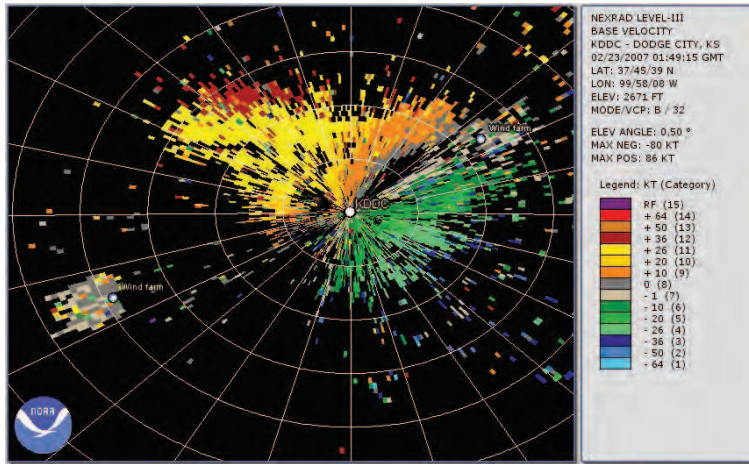 NEXRAD LEVEL-III
BASE VELOCITY
KDDC - DODGE CITY, KS
02/23/2007 01:49:15 GMT
LAT: 37/45/39 N
LON: 99/58/08 W
ELEV: 2671 FT
MODE/VCP: B / 32
ELEV ANGLE: 0.50 °
MAX NEG: -80 KT
MAX POS: 86 KT
Legend: KT (Category)
RF (15)
+ 64 (14)
+ 50 (13)
+ 36 (12)
+ 26 (11)
+ 20 (10)
+ 10 (9)
0 (8)
- 1 (7)
- 10 (6)
- 20 (5)
- 26 (4)
- 36 (3)
- 50 (2)
- 64 (1)
Wind farm
KDDC
Wind farm
NOAA